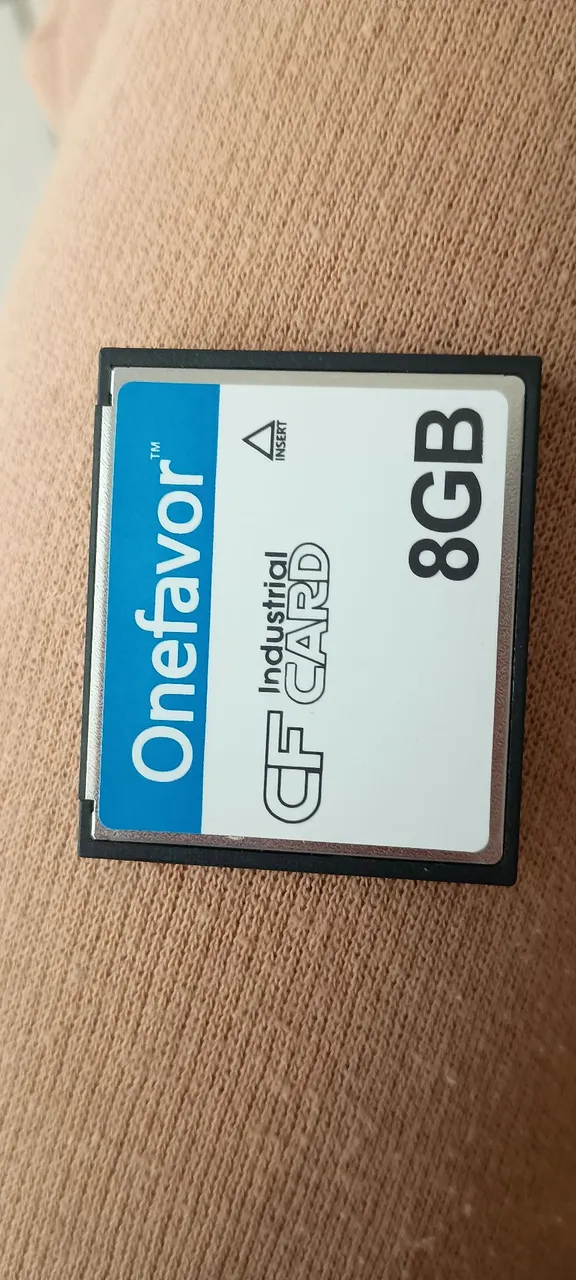 Onefavor™
INSERT
CF Industrial CARD
8GB